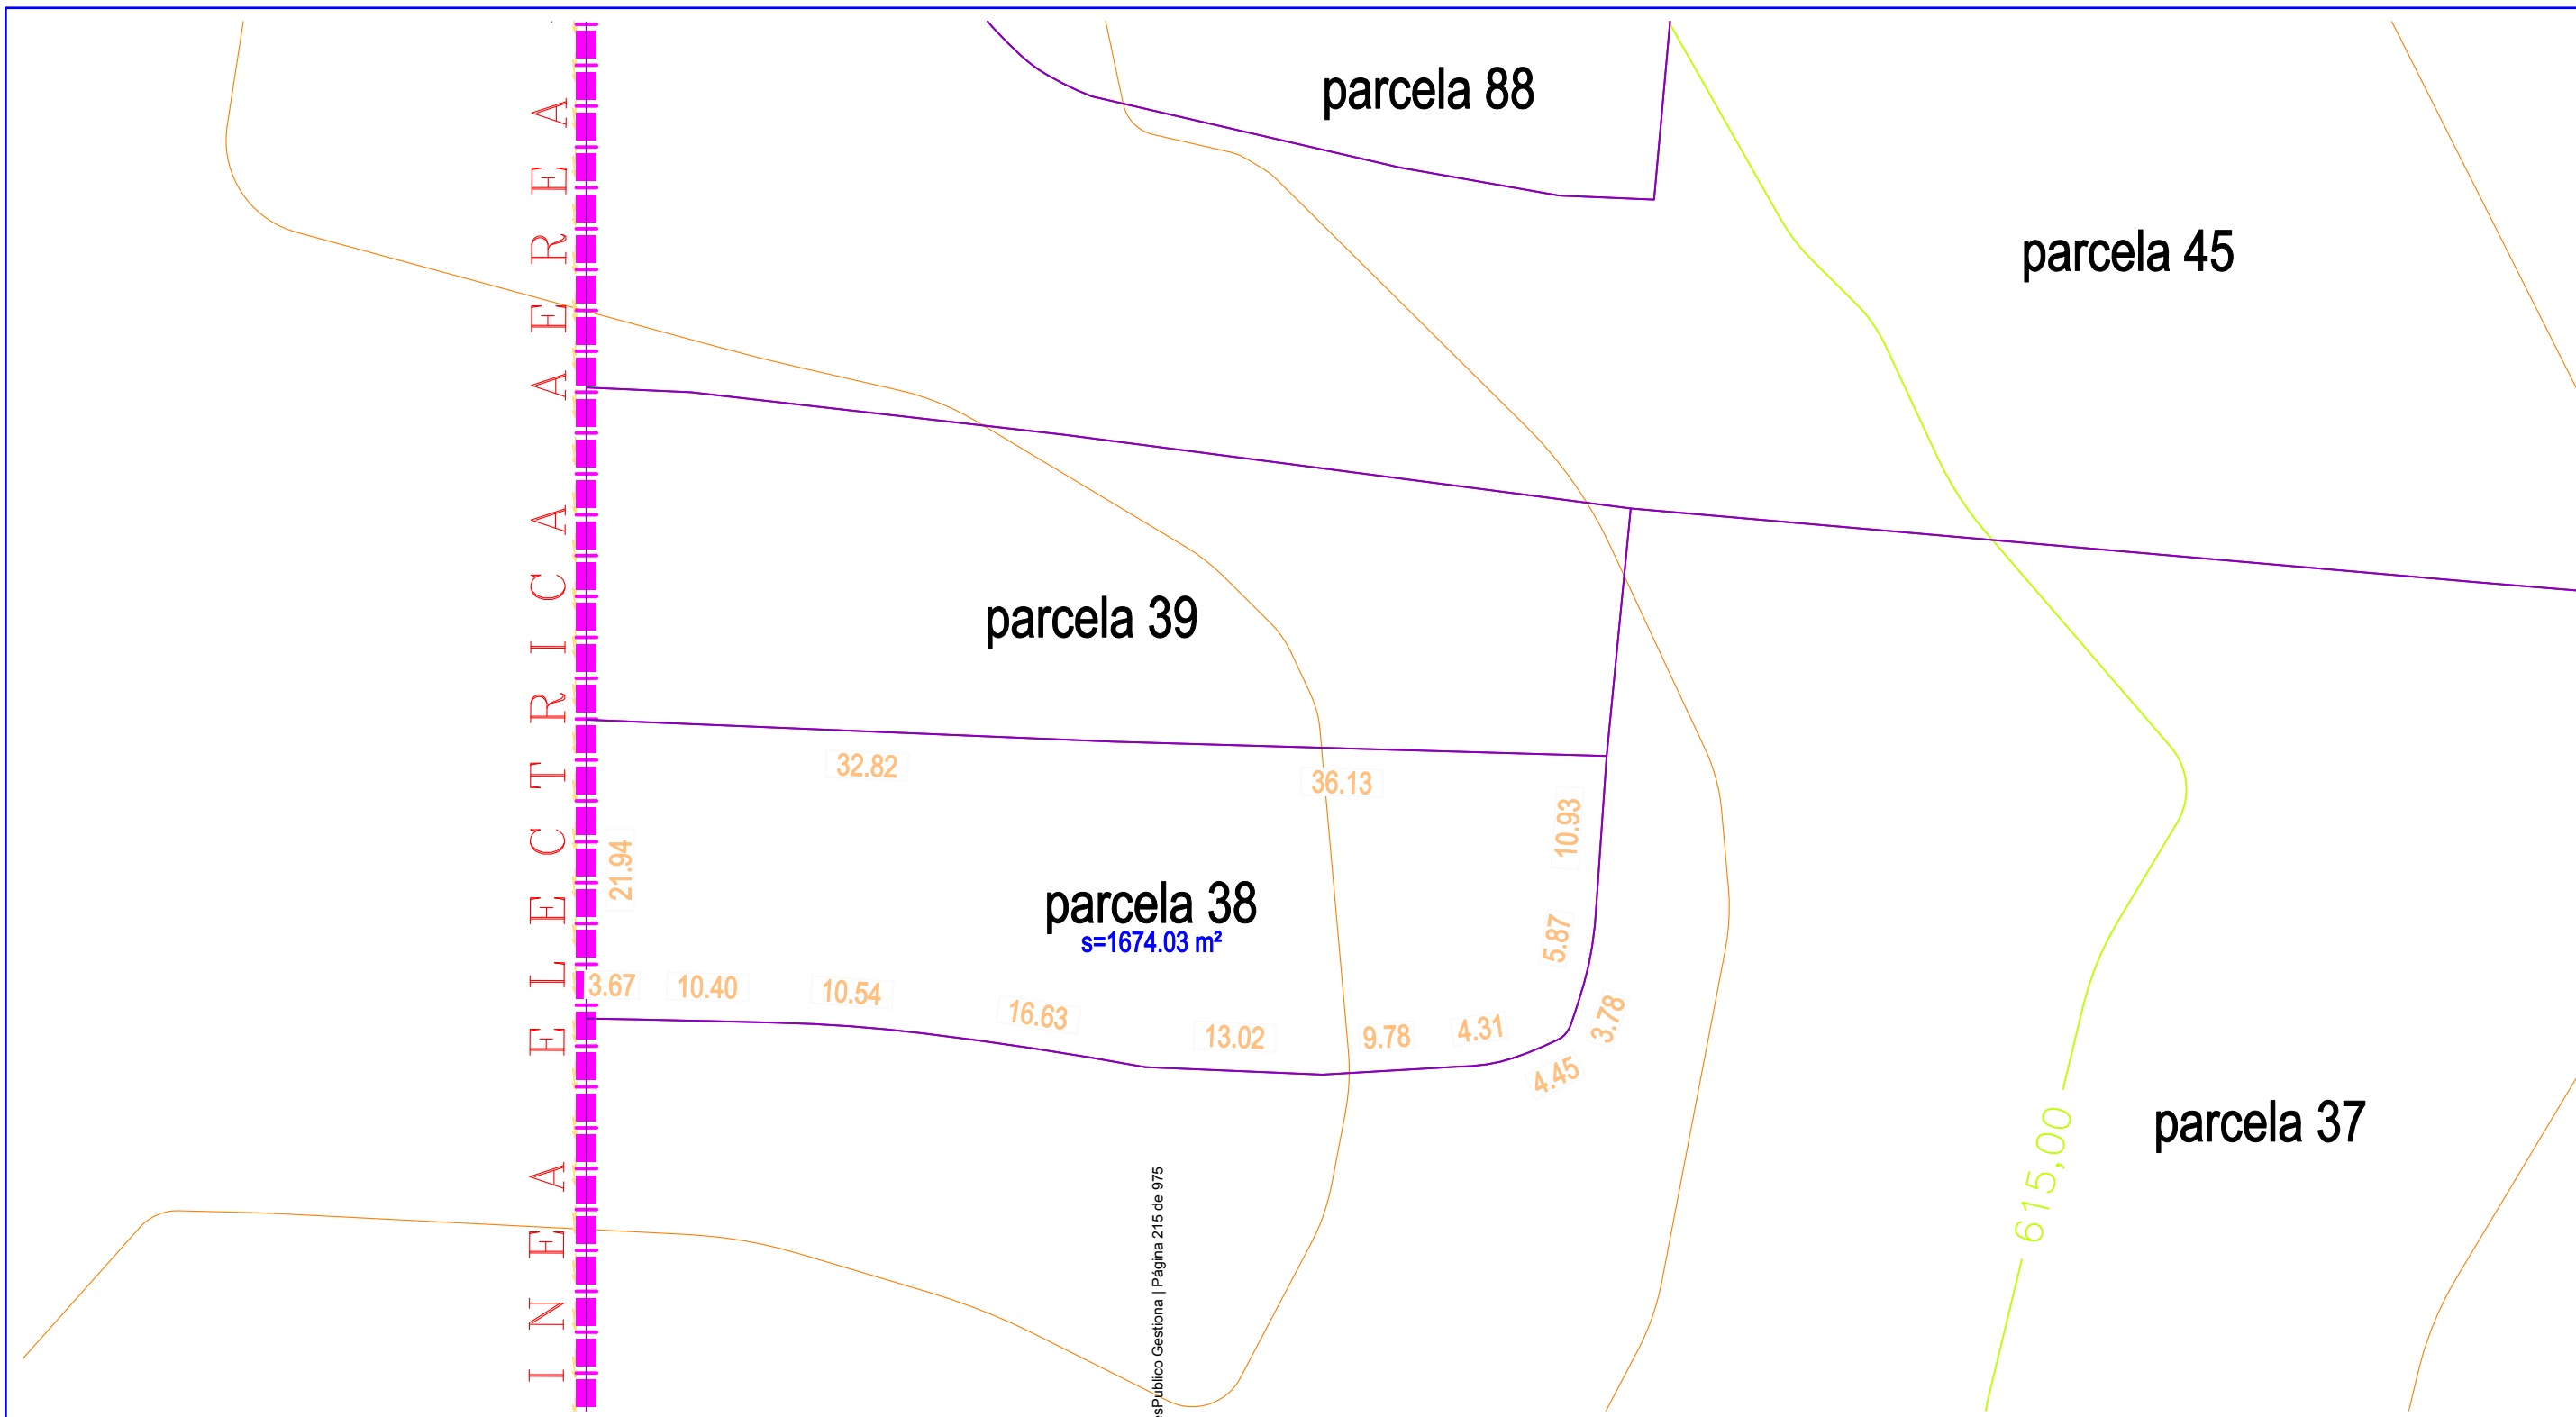 parcela 88
parcela 45
INEA ELECTRICA AEREA
parcela 39
32.82
36.13
10.93
21.94
parcela 38
s=1674.03 m²
5.87
3.67
10.40
10.54
16.63
13.02
9.78
4.31
3.78
4.45
parcela 37
615,00
esPublico Gestiona | Página 215 de 975